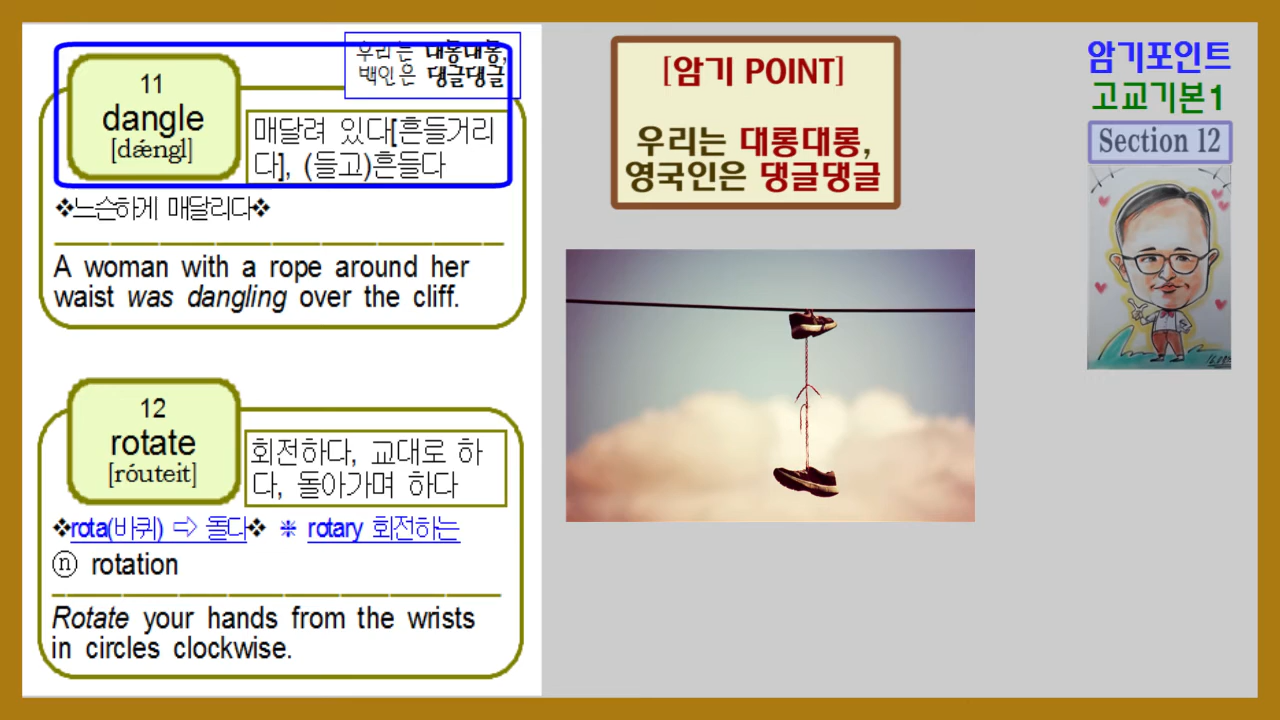 우리는 대롱대롱,
백인은 댕글댕글
11
dangle
[dǽŋgl]
매달려 있다[흔들거리
다], (들고)흔들다
❖느슨하게 매달리다❖
A woman with a rope around her
waist was dangling over the cliff.
12
rotate
[róuteit]
회전하다, 교대로 하
다, 돌아가며 하다
❖rota(바퀴) ⇨ 돌다❖ ❈ rotary 회전하는
ⓝ rotation
Rotate your hands from the wrists
in circles clockwise.
[암기 POINT]
우리는 대롱대롱,
영국인은 댕글댕글
암기포인트
고교기본1
Section 12